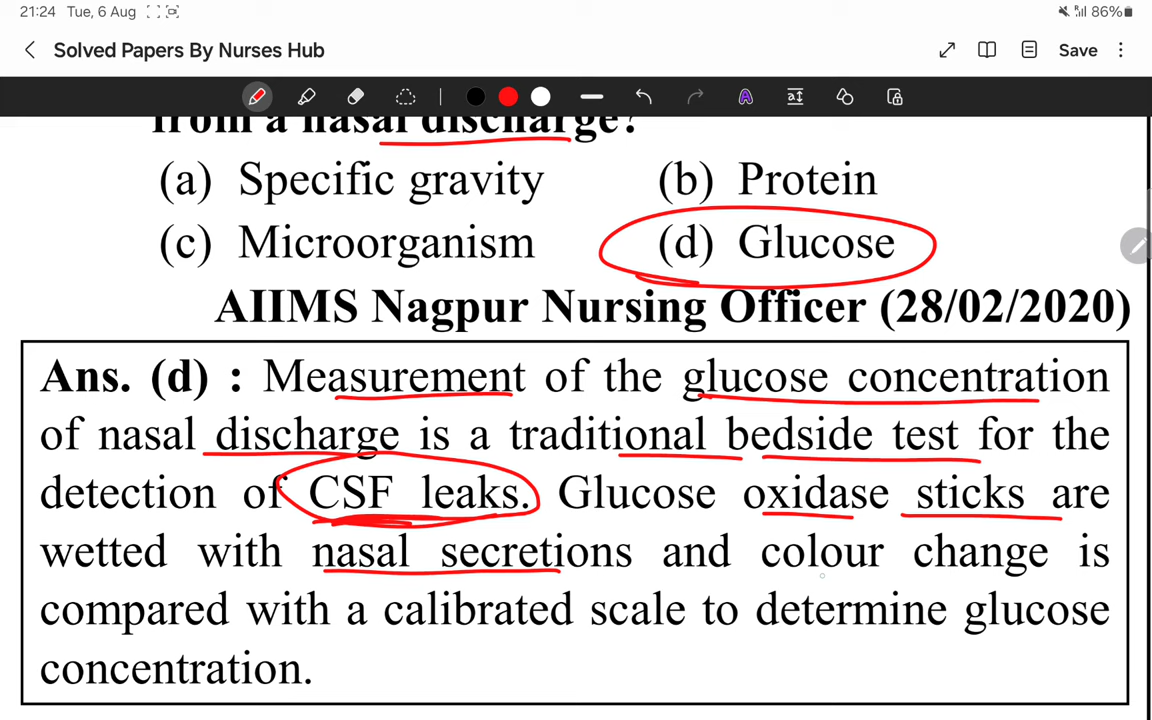 21:24 Tue, 6 Aug 86%
Solved Papers By Nurses Hub Save
from a nasal discharge?
(a) Specific gravity (b) Protein
(c) Microorganism (d) Glucose
AIIMS Nagpur Nursing Officer (28/02/2020)
Ans. (d) : Measurement of the glucose concentration
of nasal discharge is a traditional bedside test for the
detection of CSF leaks. Glucose oxidase sticks are
wetted with nasal secretions and colour change is
compared with a calibrated scale to determine glucose
concentration.